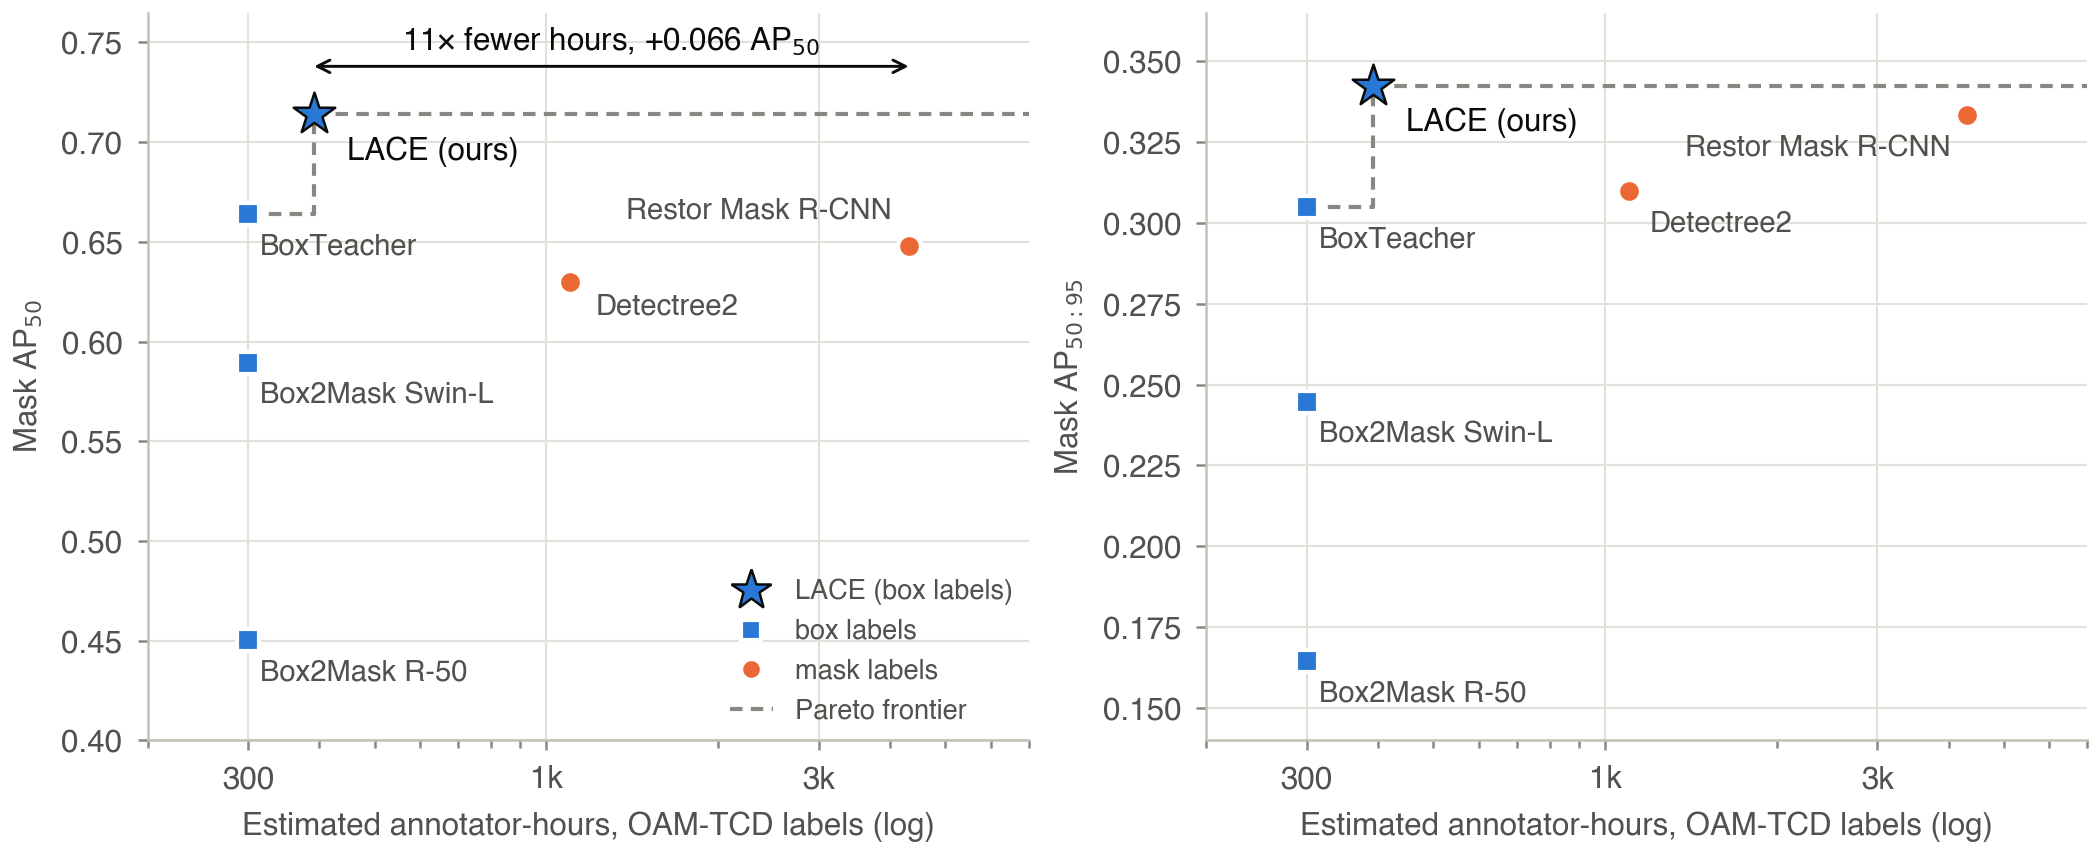 11× fewer hours, +0.066 AP50
0.75
0.70
0.65
0.60
0.55
0.50
0.45
0.40
Mask AP50
LACE (ours)
Restor Mask R-CNN
BoxTeacher
Detectree2
Box2Mask Swin-L
Box2Mask R-50
LACE (box labels)
box labels
mask labels
Pareto frontier
300
1k
3k
Estimated annotator-hours, OAM-TCD labels (log)
0.350
0.325
0.300
0.275
0.250
0.225
0.200
0.175
0.150
Mask AP50:95
LACE (ours)
Restor Mask R-CNN
Detectree2
BoxTeacher
Box2Mask Swin-L
Box2Mask R-50
300
1k
3k
Estimated annotator-hours, OAM-TCD labels (log)